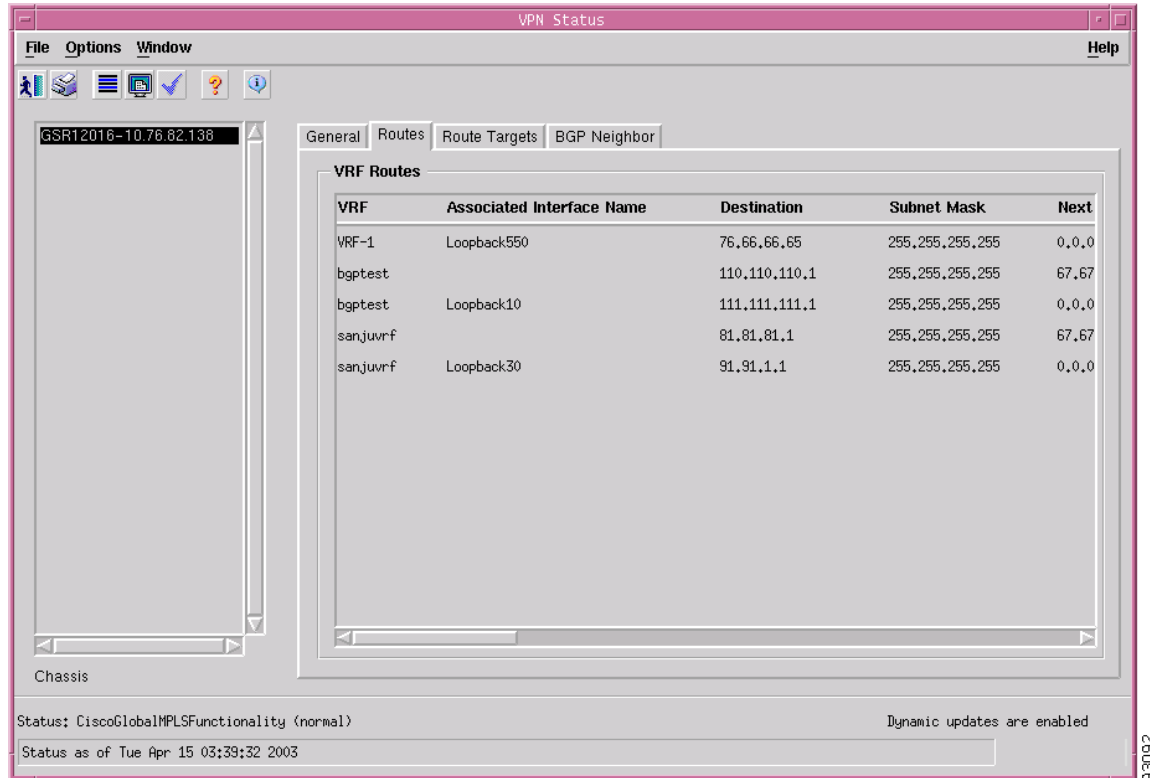 VPN Status
File Options Window Help
GSR12016-10.76.82.138
General Routes Route Targets BGP Neighbor
VRF Routes
VRF Associated Interface Name Destination Subnet Mask Next
VRF-1 Loopback550 76.66.66.65 255.255.255.255 0.0.0
bgptest 110.110.110.1 255.255.255.255 67.67
bgptest Loopback10 111.111.111.1 255.255.255.255 0.0.0
sanjuvrf 81.81.81.1 255.255.255.255 67.67
sanjuvrf Loopback30 91.91.1.1 255.255.255.255 0.0.0
Chassis
Status: CiscoGlobalMPLSFunctionality (normal) Dynamic updates are enabled
Status as of Tue Apr 15 03:39:32 2003